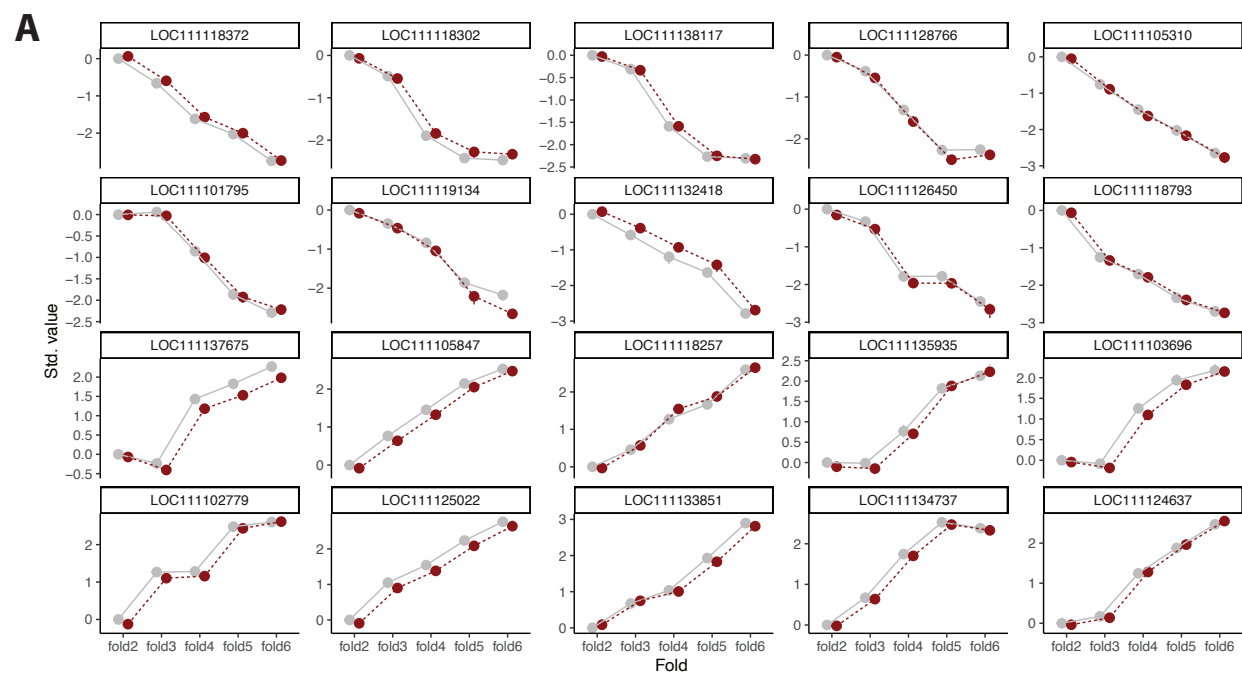 A
LOC111118372 LOC111118302 LOC111138117 LOC111128766 LOC111105310
0 −1 −2
0 −1 −2
0.0 −0.5 −1.0 −1.5 −2.0 −2.5
0 −1 −2
0 −1 −2 −3
LOC111101795 LOC111119134 LOC111132418 LOC111126450 LOC111118793
0.0 −0.5 −1.0 −1.5 −2.0 −2.5
0 −1 −2
0 −1 −2 −3
0 −1 −2 −3
0 −1 −2 −3
Std. value
LOC111137675 LOC111105847 LOC111118257 LOC111135935 LOC111103696
2.0 1.5 1.0 0.5 0.0 −0.5
2 1 0
2 1 0
2.5 2.0 1.5 1.0 0.5 0.0
2.0 1.5 1.0 0.5 0.0
LOC111102779 LOC111125022 LOC111133851 LOC111134737 LOC111124637
2 1 0
2 1 0
3 2 1 0
2 1 0
2 1 0
fold2 fold3 fold4 fold5 fold6 fold2 fold3 fold4 fold5 fold6 fold2 fold3 fold4 fold5 fold6 fold2 fold3 fold4 fold5 fold6 fold2 fold3 fold4 fold5 fold6
Fold